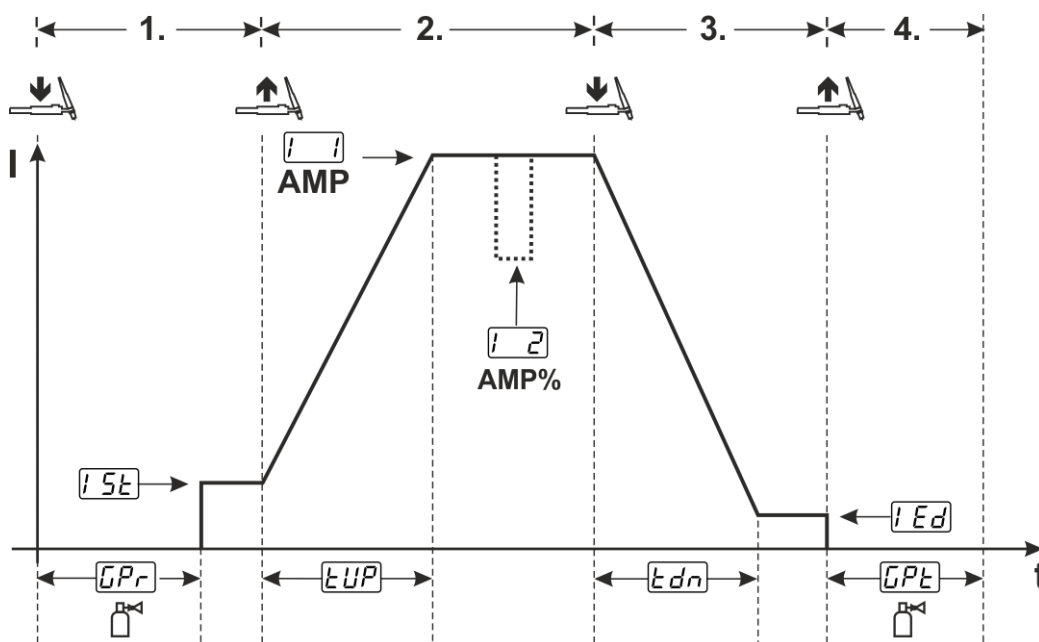 1. 2. 3. 4.
I
I 1
AMP
I 2
AMP%
I St
I Ed
GPr tUP tdn GPt
t